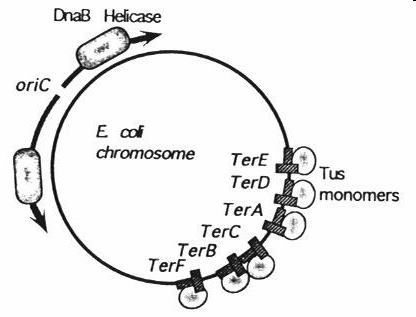 DnaB Helicase
oriC
E. coli
chromosome
TerE
TerD
TerA
TerC
TerB
TerF
Tus
monomers